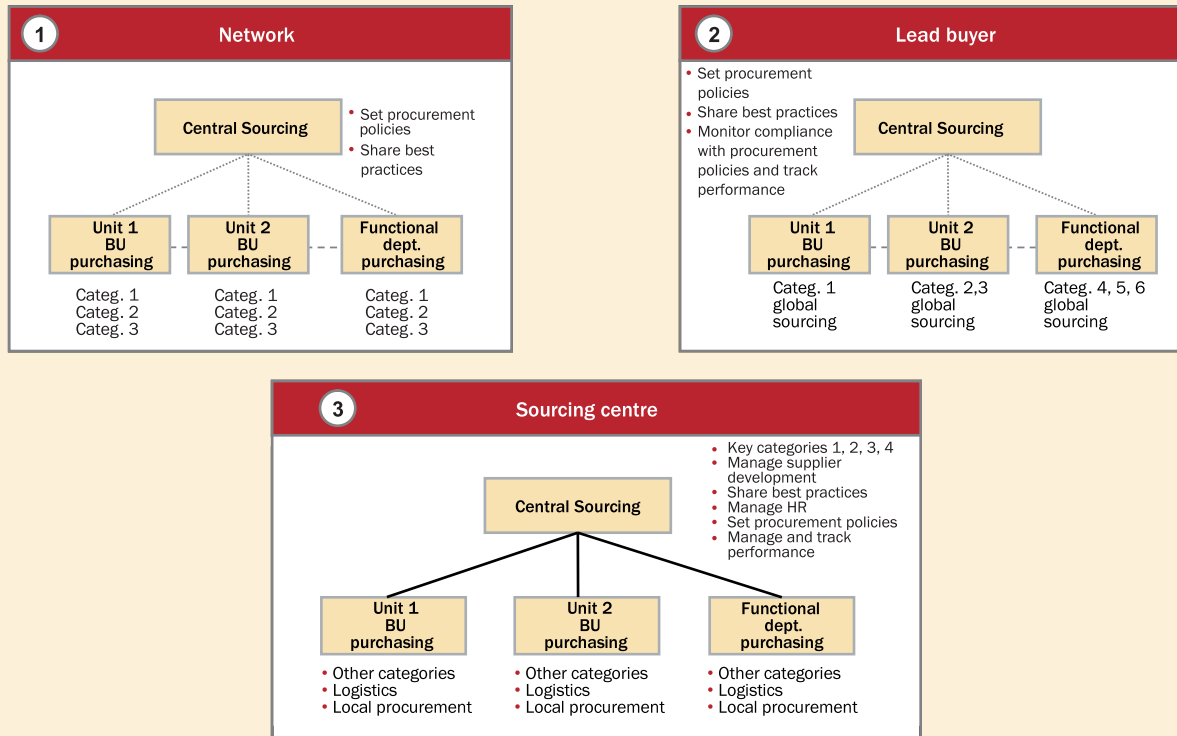 1
Network
Central Sourcing
• Set procurement
policies
• Share best
practices
Unit 1
BU
purchasing
Unit 2
BU
purchasing
Functional
dept.
purchasing
Categ. 1
Categ. 2
Categ. 3
Categ. 1
Categ. 2
Categ. 3
Categ. 1
Categ. 2
Categ. 3
2
Lead buyer
• Set procurement
policies
• Share best practices
• Monitor compliance
with procurement
policies and track
performance
Central Sourcing
Unit 1
BU
purchasing
Unit 2
BU
purchasing
Functional
dept.
purchasing
Categ. 1
global
sourcing
Categ. 2,3
global
sourcing
Categ. 4, 5, 6
global
sourcing
3
Sourcing centre
• Key categories 1, 2, 3, 4
• Manage supplier
development
• Share best practices
• Manage HR
• Set procurement policies
• Manage and track
performance
Central Sourcing
Unit 1
BU
purchasing
Unit 2
BU
purchasing
Functional
dept.
purchasing
• Other categories
• Logistics
• Local procurement
• Other categories
• Logistics
• Local procurement
• Other categories
• Logistics
• Local procurement